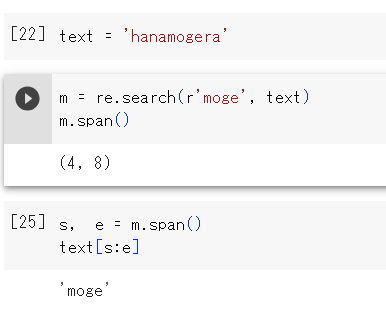 [22] text = 'hanamogera'
m = re.search(r'moge', text)
m.span()
(4, 8)
[25] s, e = m.span()
text[s:e]
'moge'